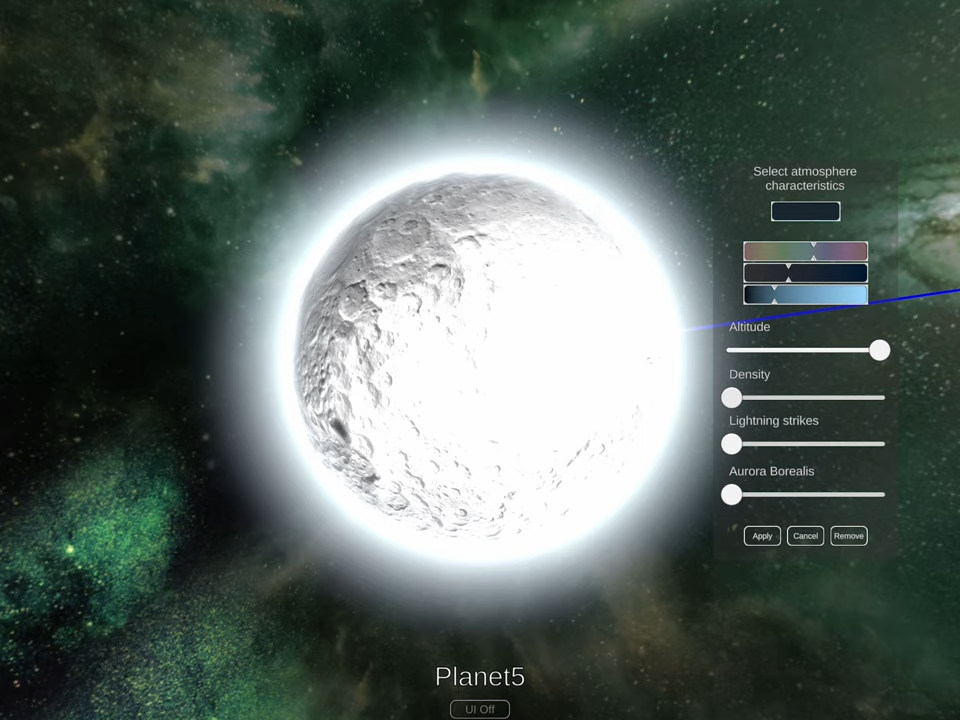 Select atmosphere
characteristics
Altitude
Density
Lightning strikes
Aurora Borealis
Apply Cancel Remove
Planet5
UI Off